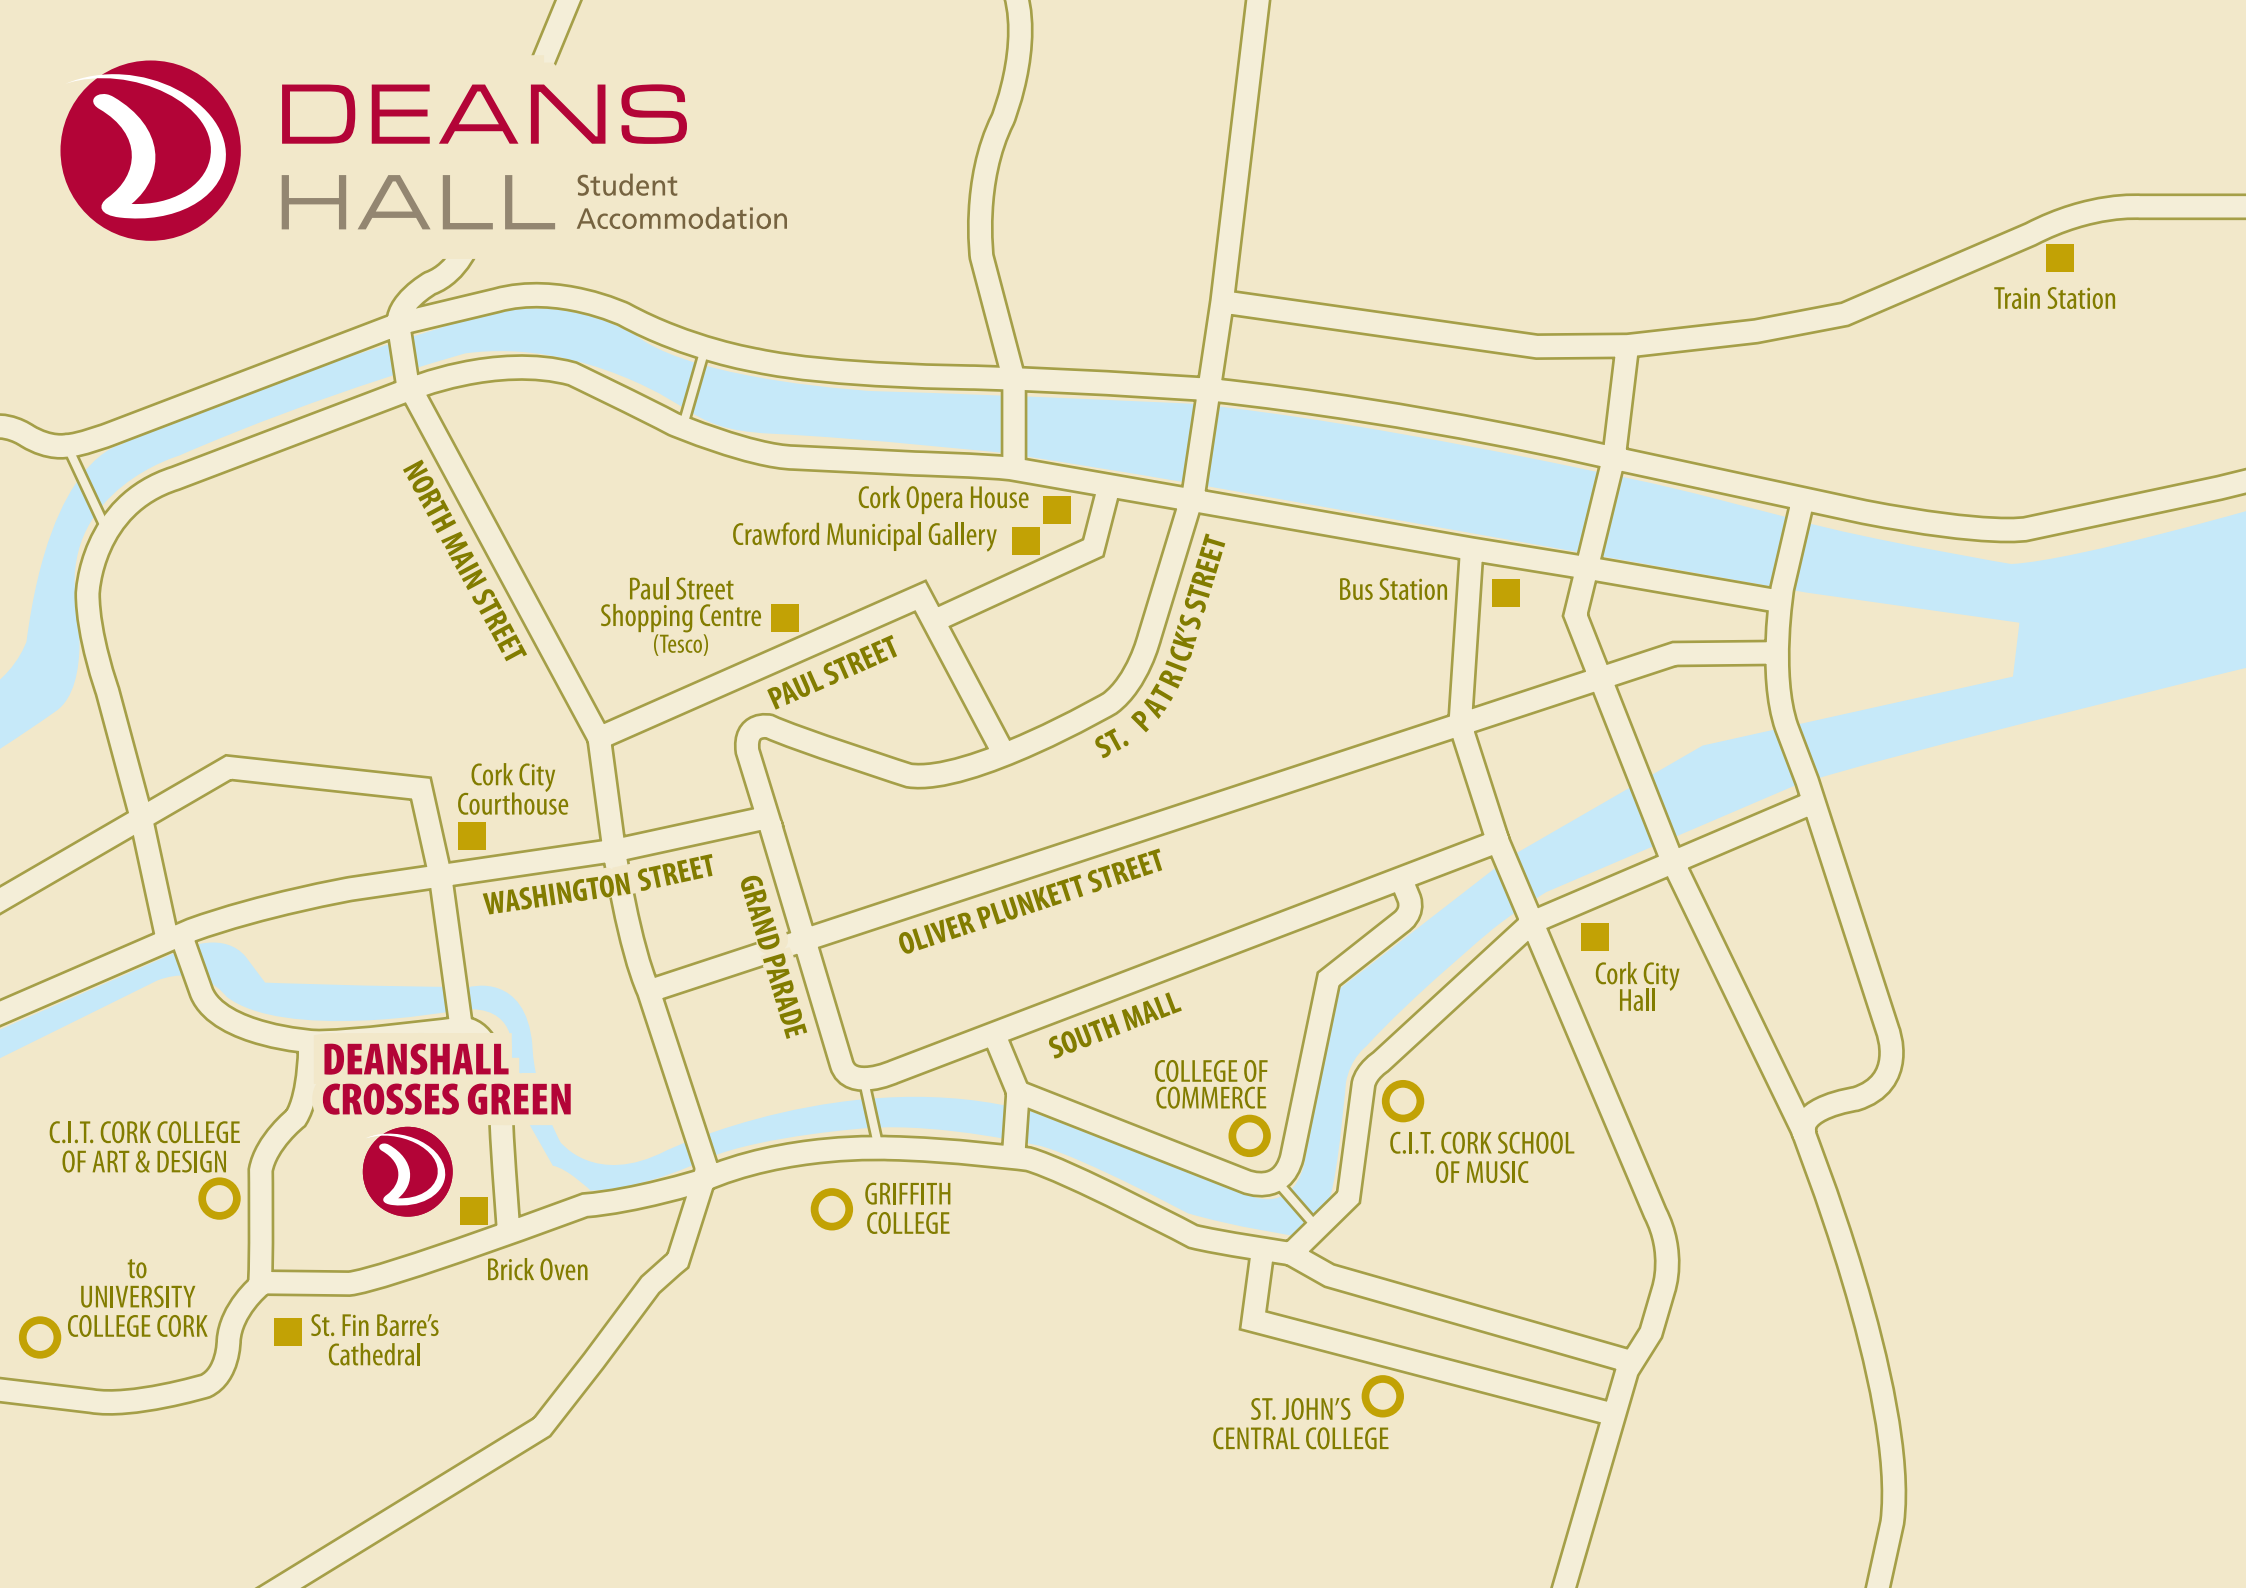 DEANS
HALL
Student
Accommodation
Train Station
NORTH MAIN STREET
Cork Opera House
Crawford Municipal Gallery
Paul Street
Shopping Centre
(Tesco)
PAUL STREET
ST. PATRICK'S STREET
Bus Station
Cork City
Courthouse
WASHINGTON STREET
GRAND PARADE
OLIVER PLUNKETT STREET
SOUTH MALL
Cork City
Hall
DEANSHALL
CROSSES GREEN
COLLEGE OF
COMMERCE
C.I.T. CORK COLLEGE
OF ART & DESIGN
C.I.T. CORK SCHOOL
OF MUSIC
GRIFFITH
COLLEGE
Brick Oven
to
UNIVERSITY
COLLEGE CORK
St. Fin Barre's
Cathedral
ST. JOHN'S
CENTRAL COLLEGE